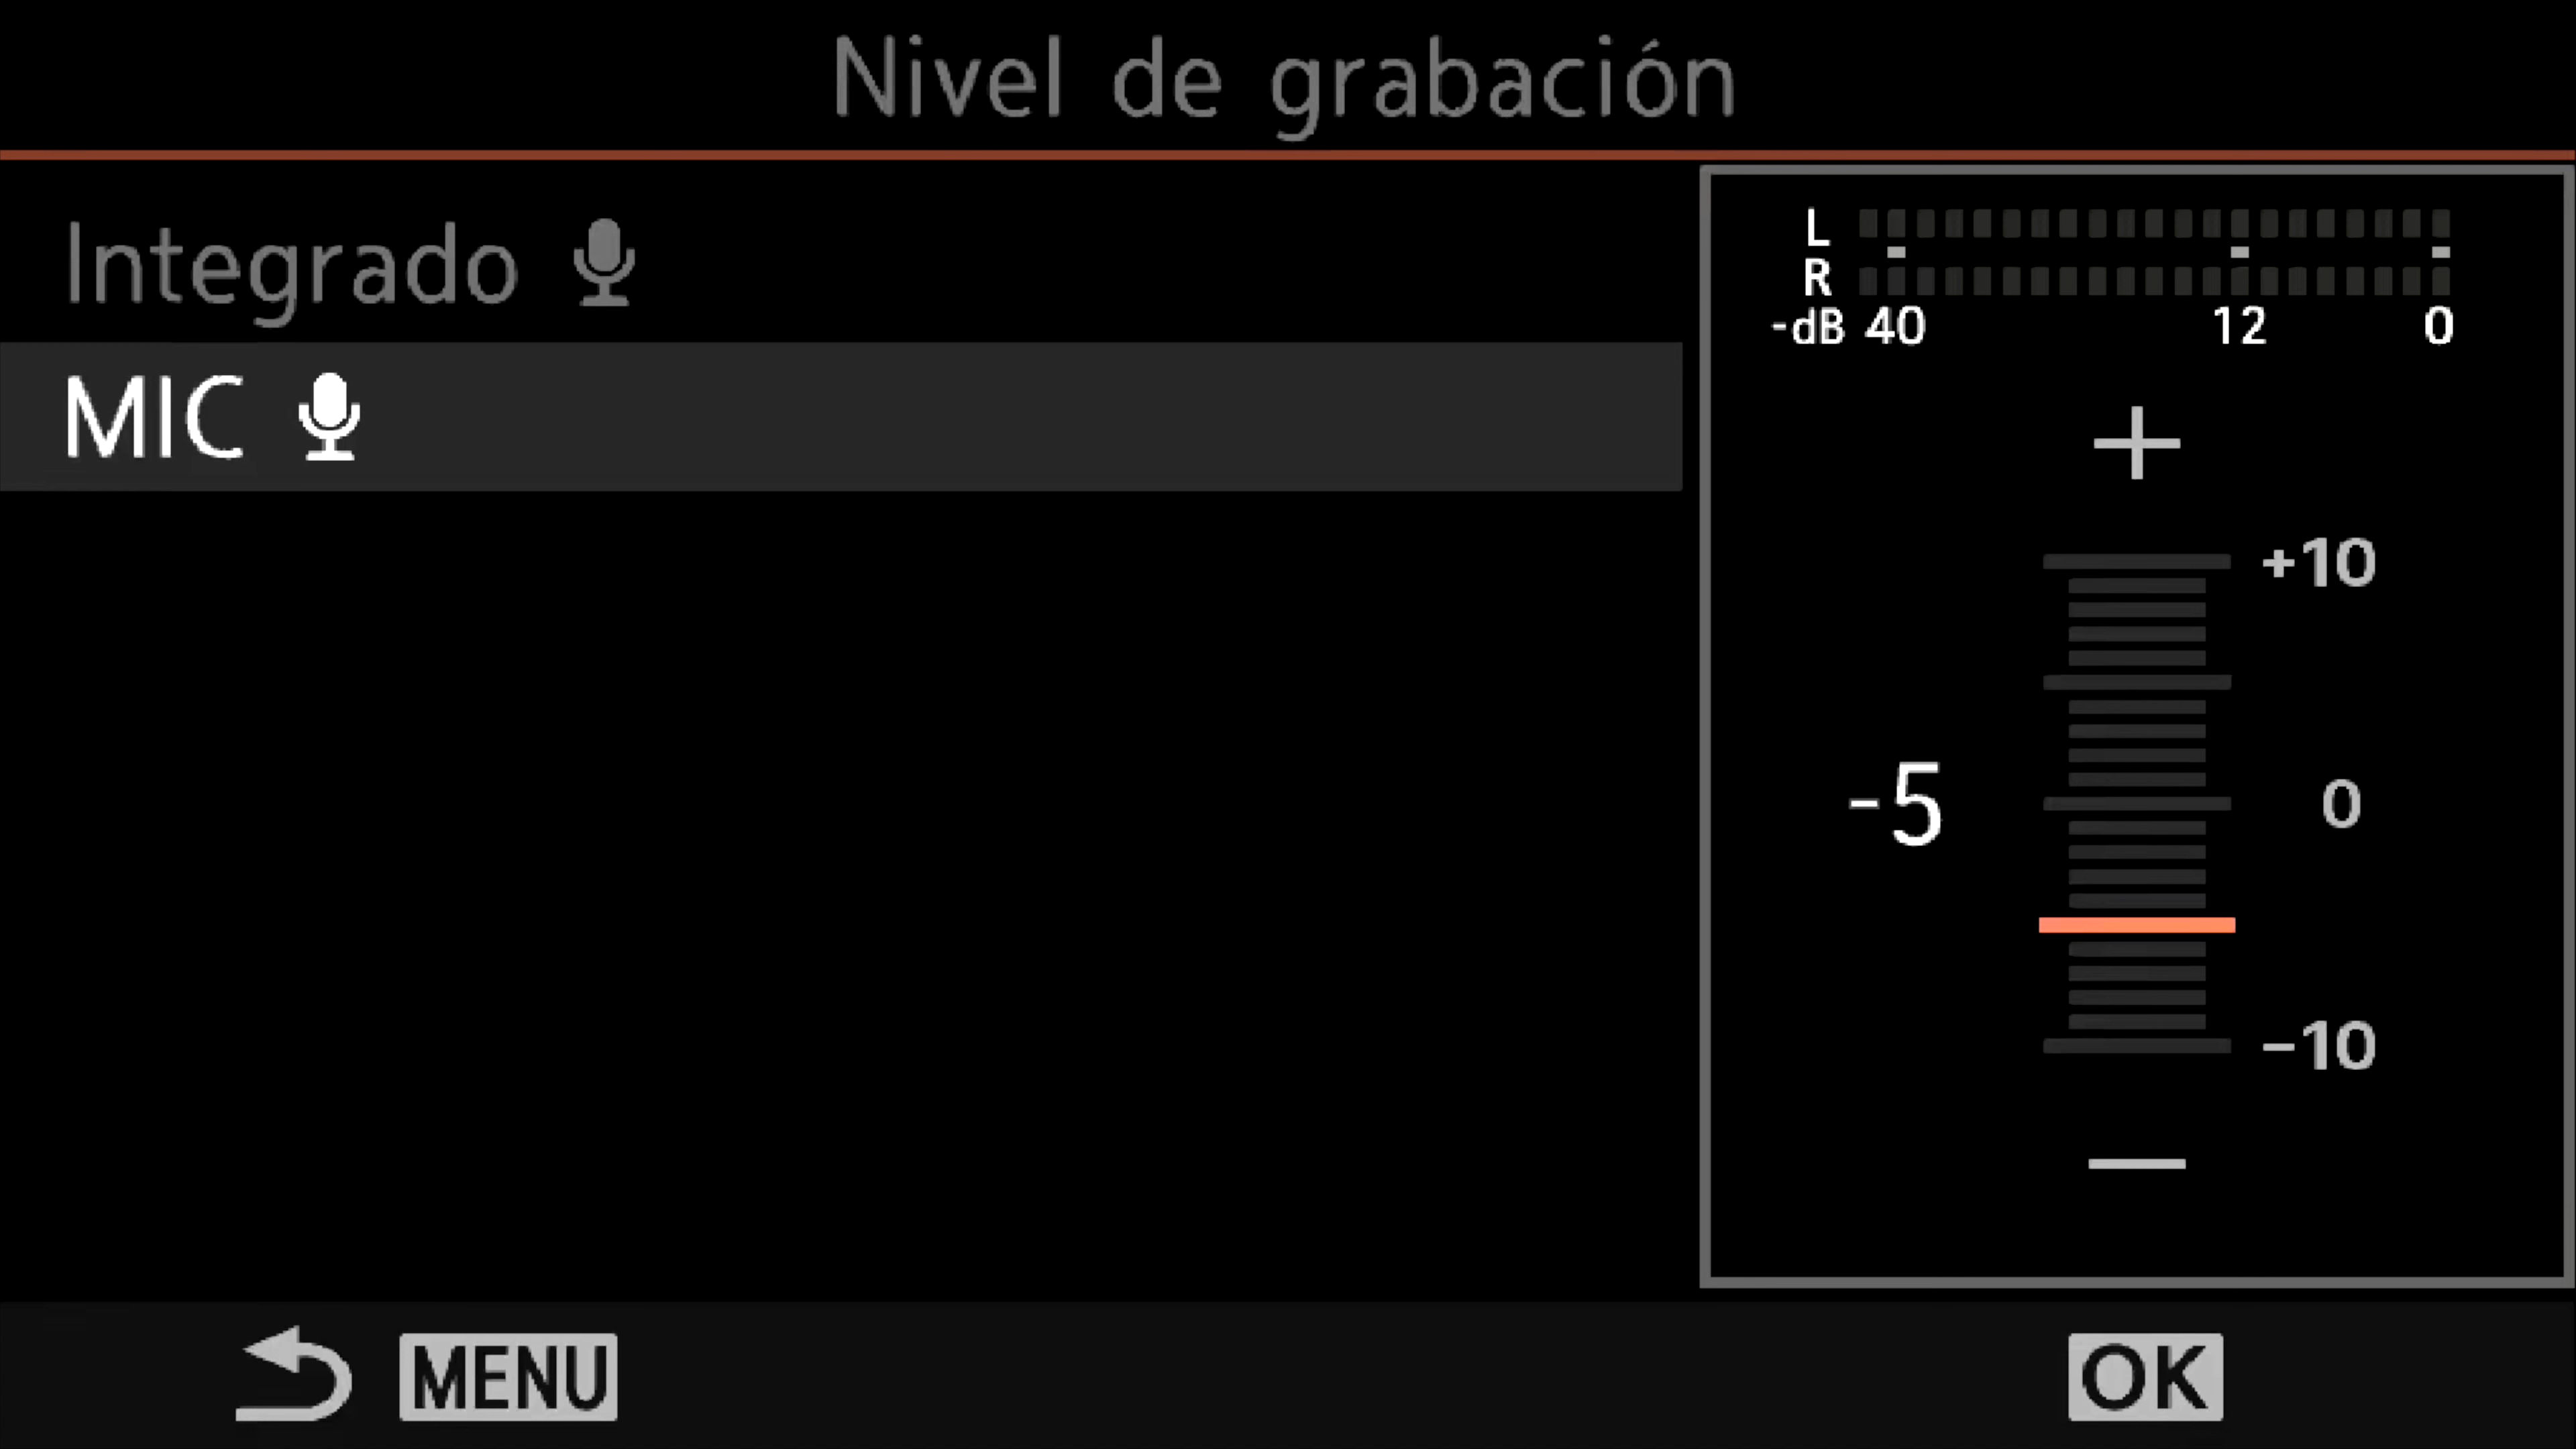 Nivel de grabación
Integrado
MIC
L
R
-dB 40 12 0
+10
-5
0
-10
MENU
OK